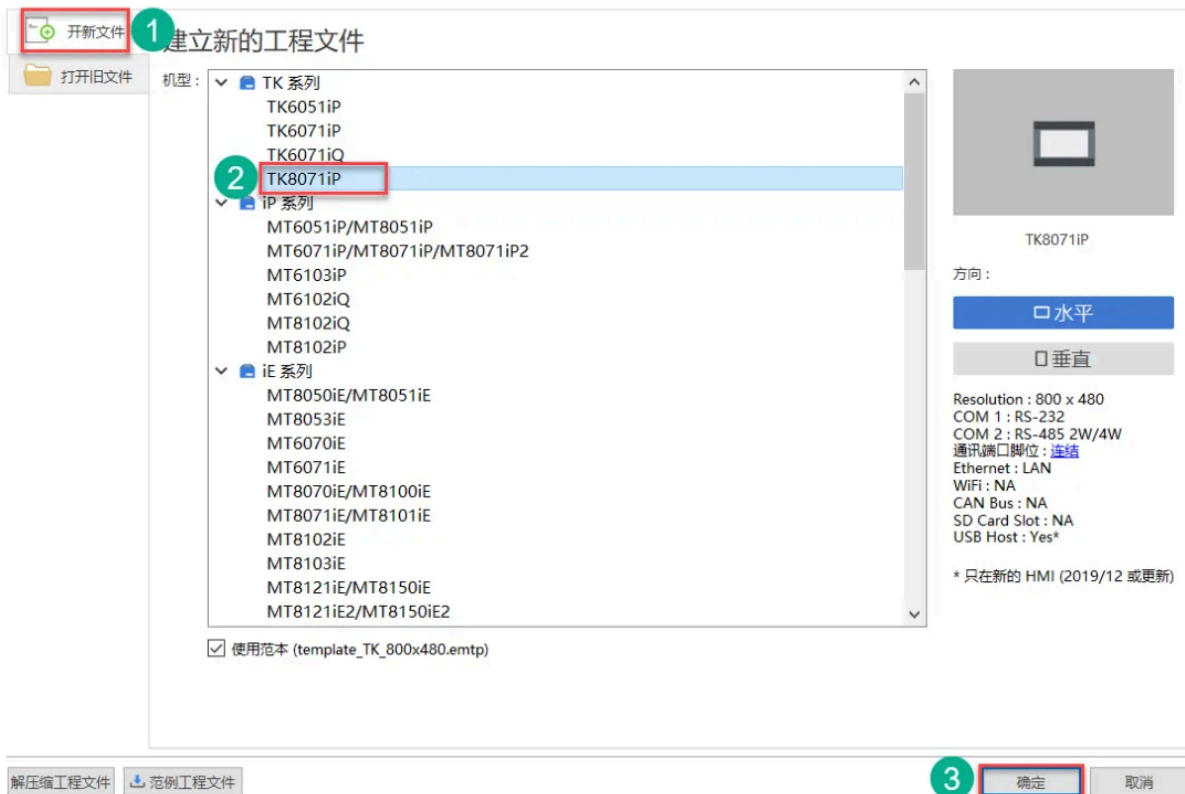 开新文件
1
建立新的工程文件
打开旧文件
机型：
TK 系列
TK6051iP
TK6071iP
TK6071iQ
2
TK8071iP
iP 系列
MT6051iP/MT8051iP
MT6071iP/MT8071iP/MT8071iP2
MT6103iP
MT6102iQ
MT8102iQ
MT8102iP
iE 系列
MT8050iE/MT8051iE
MT8053iE
MT6070iE
MT6071iE
MT8070iE/MT8100iE
MT8071iE/MT8101iE
MT8102iE
MT8103iE
MT8121iE/MT8150iE
MT8121iE2/MT8150iE2
使用范本 (template_TK_800x480.emtp)
TK8071iP
方向：
水平
垂直
Resolution : 800 x 480
COM 1 : RS-232
COM 2 : RS-485 2W/4W
通讯端口脚位 : 连结
Ethernet : LAN
WiFi : NA
CAN Bus : NA
SD Card Slot : NA
USB Host : Yes*
* 只在新的 HMI (2019/12 或更新)
解压缩工程文件
范例工程文件
3
确定
取消